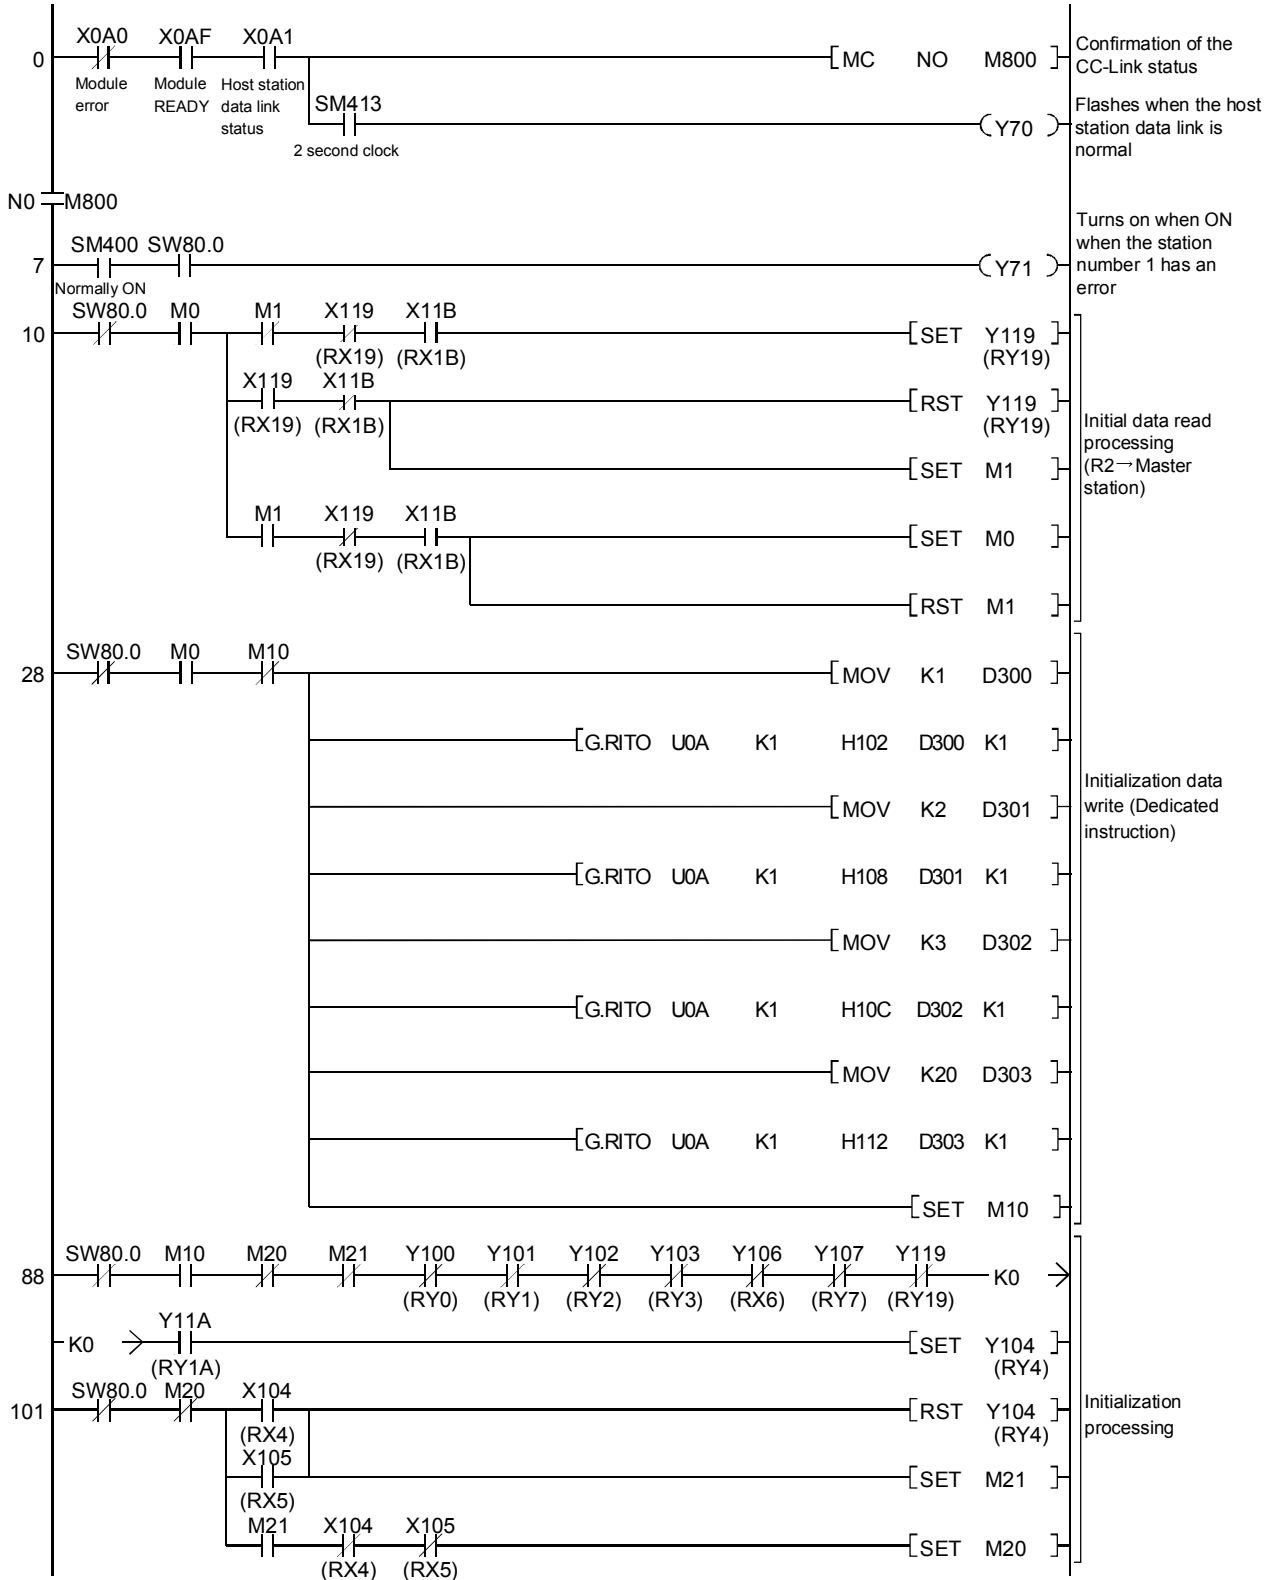 X0A0 X0AF X0A1
0 MC NO M800 Confirmation of the
CC-Link status
Module error
Module READY
Host station data link status
SM413
2 second clock
Y70
Flashes when the host
station data link is
normal
N0 M800
SM400 SW80.0
7 Y71
Normally ON
Turns on when ON
when the station
number 1 has an
error
SW80.0 M0 M1 X119 X11B
10 SET Y119
(RX19) (RX1B) (RY19)
X119 X11B
RST Y119
(RX19) (RX1B) (RY19)
SET M1
M1 X119 X11B
SET M0
(RX19) (RX1B)
RST M1
Initial data read
processing
(R2→Master
station)
SW80.0 M0 M10
28 MOV K1 D300
G.RITO U0A K1 H102 D300 K1
MOV K2 D301
G.RITO U0A K1 H108 D301 K1
MOV K3 D302
G.RITO U0A K1 H10C D302 K1
MOV K20 D303
G.RITO U0A K1 H112 D303 K1
SET M10
Initialization data
write (Dedicated
instruction)
SW80.0 M10 M20 M21 Y100 Y101 Y102 Y103 Y106 Y107 Y119
88 K0
(RY0) (RY1) (RY2) (RY3) (RX6) (RY7) (RY19)
Y11A
K0 SET Y104
(RY1A) (RY4)
SW80.0 M20 X104
101 RST Y104
(RX4) (RY4)
X105
SET M21
(RX5)
M21 X104 X105
SET M20
(RX4) (RX5)
Initialization
processing